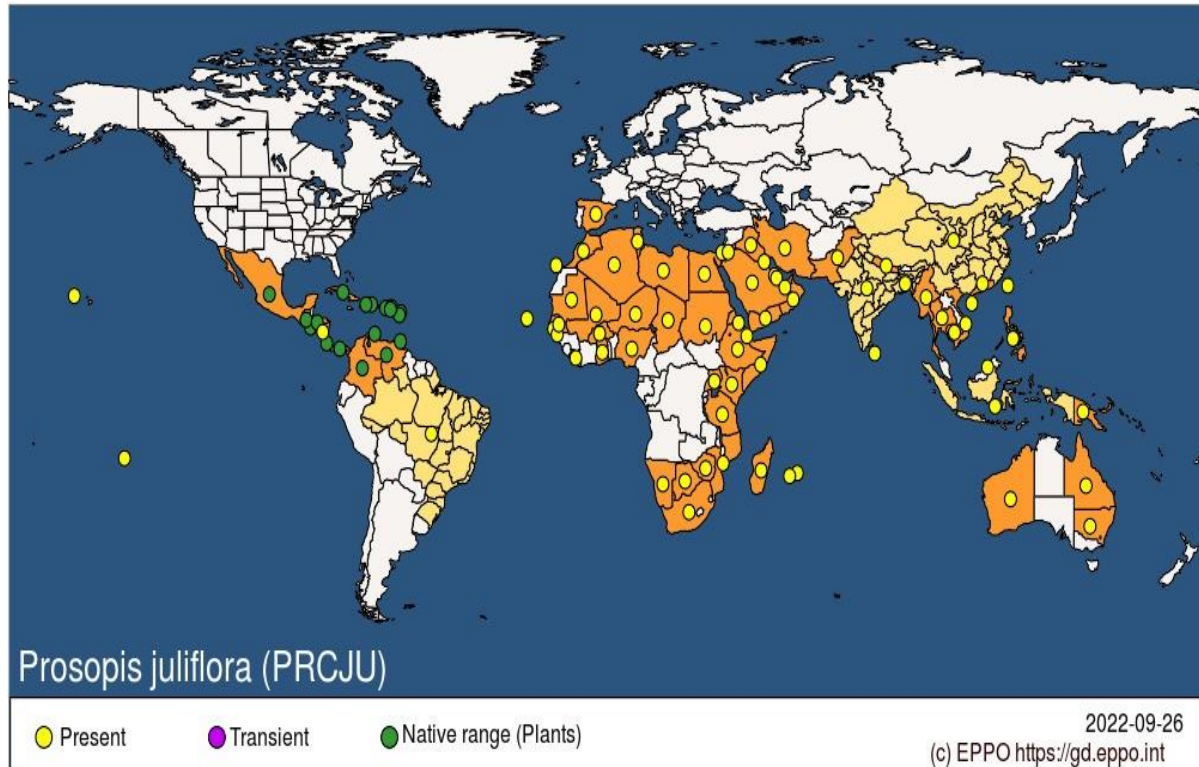 Prosopis juliflora (PRCJU)
Present
Transient
Native range (Plants)
2022-09-26
(c) EPPO https://gd.eppo.int